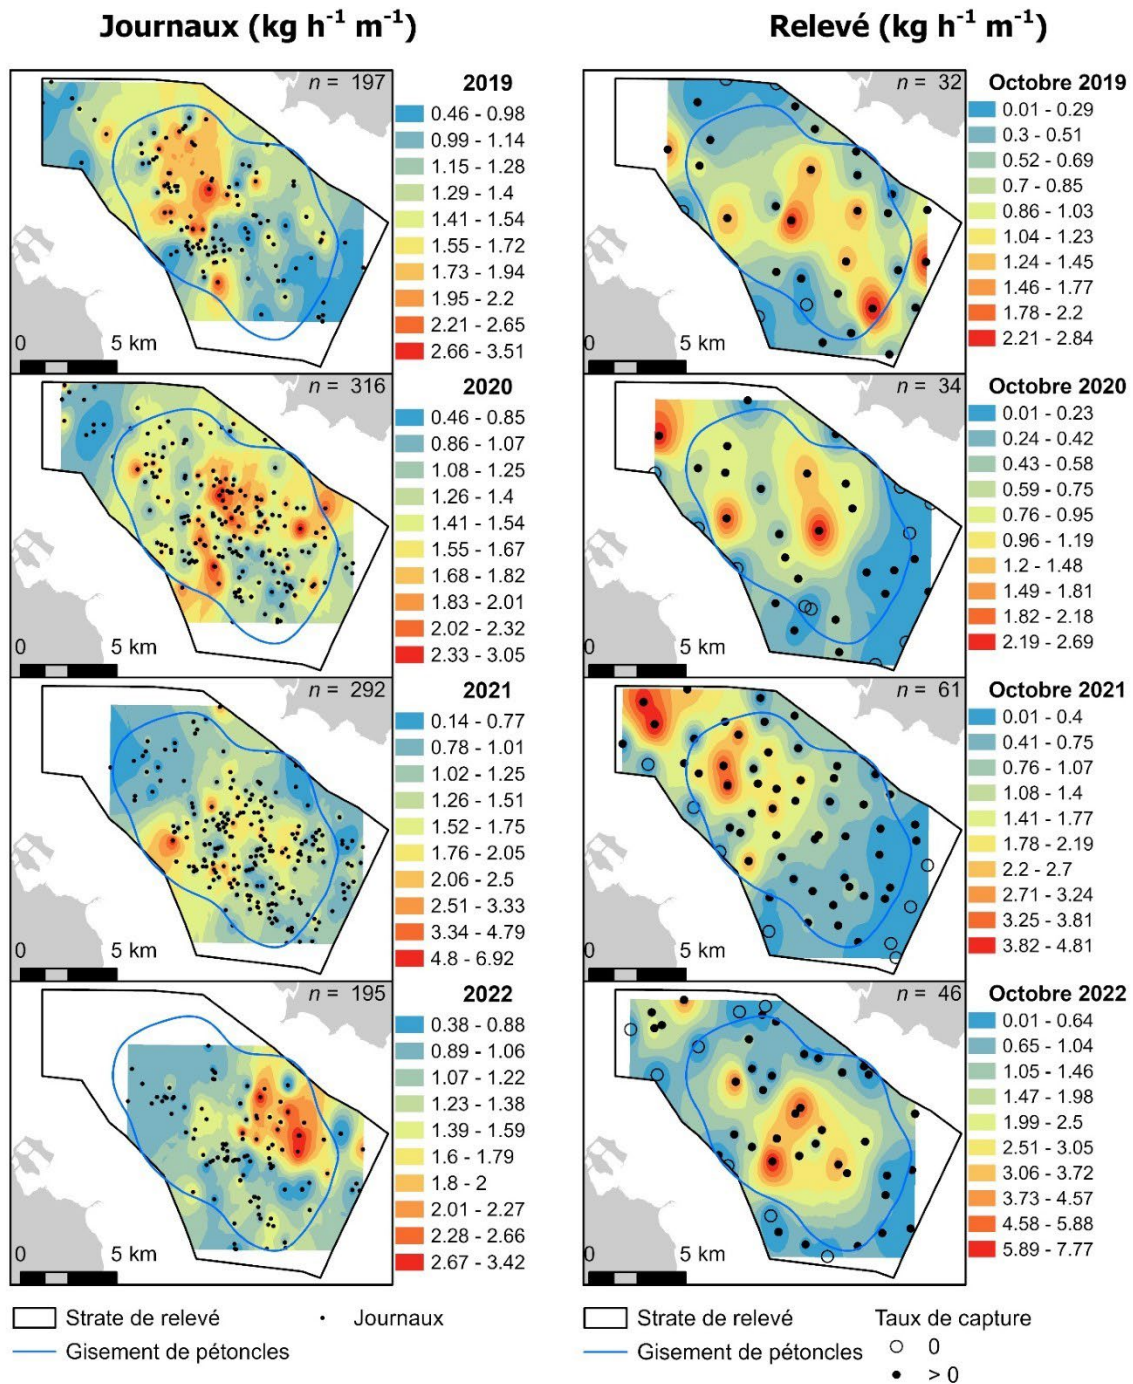 Journaux (kg h⁻¹ m⁻¹)
Relevé (kg h⁻¹ m⁻¹)
n = 197
2019
0.46 - 0.98
0.99 - 1.14
1.15 - 1.28
1.29 - 1.4
1.41 - 1.54
1.55 - 1.72
1.73 - 1.94
1.95 - 2.2
2.21 - 2.65
2.66 - 3.51
0 5 km
n = 32
Octobre 2019
0.01 - 0.29
0.3 - 0.51
0.52 - 0.69
0.7 - 0.85
0.86 - 1.03
1.04 - 1.23
1.24 - 1.45
1.46 - 1.77
1.78 - 2.2
2.21 - 2.84
0 5 km
n = 316
2020
0.46 - 0.85
0.86 - 1.07
1.08 - 1.25
1.26 - 1.4
1.41 - 1.54
1.55 - 1.67
1.68 - 1.82
1.83 - 2.01
2.02 - 2.32
2.33 - 3.05
0 5 km
n = 34
Octobre 2020
0.01 - 0.23
0.24 - 0.42
0.43 - 0.58
0.59 - 0.75
0.76 - 0.95
0.96 - 1.19
1.2 - 1.48
1.49 - 1.81
1.82 - 2.18
2.19 - 2.69
0 5 km
n = 292
2021
0.14 - 0.77
0.78 - 1.01
1.02 - 1.25
1.26 - 1.51
1.52 - 1.75
1.76 - 2.05
2.06 - 2.5
2.51 - 3.33
3.34 - 4.79
4.8 - 6.92
0 5 km
n = 61
Octobre 2021
0.01 - 0.4
0.41 - 0.75
0.76 - 1.07
1.08 - 1.4
1.41 - 1.77
1.78 - 2.19
2.2 - 2.7
2.71 - 3.24
3.25 - 3.81
3.82 - 4.81
0 5 km
n = 195
2022
0.38 - 0.88
0.89 - 1.06
1.07 - 1.22
1.23 - 1.38
1.39 - 1.59
1.6 - 1.79
1.8 - 2
2.01 - 2.27
2.28 - 2.66
2.67 - 3.42
0 5 km
n = 46
Octobre 2022
0.01 - 0.64
0.65 - 1.04
1.05 - 1.46
1.47 - 1.98
1.99 - 2.5
2.51 - 3.05
3.06 - 3.72
3.73 - 4.57
4.58 - 5.88
5.89 - 7.77
0 5 km
Strate de relevé
Journaux
Gisement de pétoncles
Strate de relevé
Gisement de pétoncles
Taux de capture
0
> 0